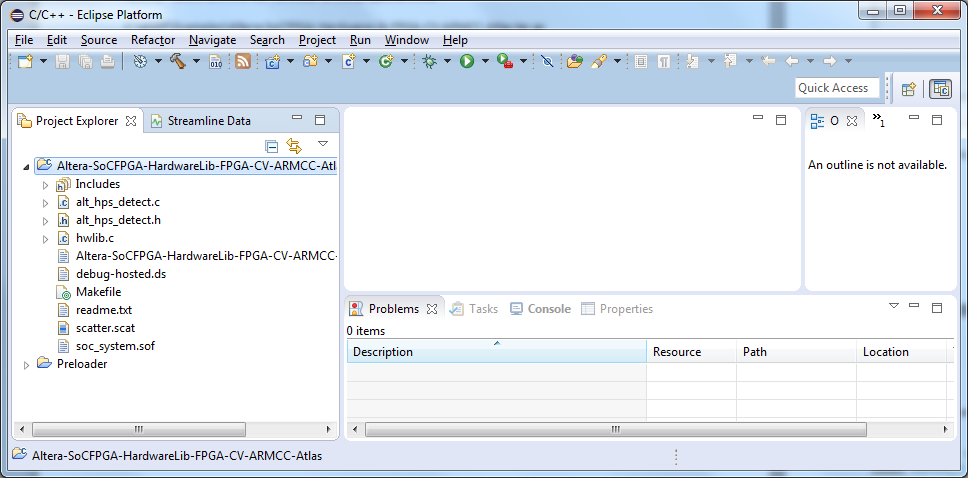 C/C++ - Eclipse Platform
File Edit Source Refactor Navigate Search Project Run Window Help
010
Quick Access
Project Explorer Streamline Data
O »1
Altera-SoCFPGA-HardwareLib-FPGA-CV-ARMCC-Atl
An outline is not available.
Includes
alt_hps_detect.c
alt_hps_detect.h
hwlib.c
Altera-SoCFPGA-HardwareLib-FPGA-CV-ARMCC-
debug-hosted.ds
Makefile
readme.txt
scatter.scat
soc_system.sof
Preloader
Problems Tasks Console Properties
0 items
Description Resource Path Location
Altera-SoCFPGA-HardwareLib-FPGA-CV-ARMCC-Atlas